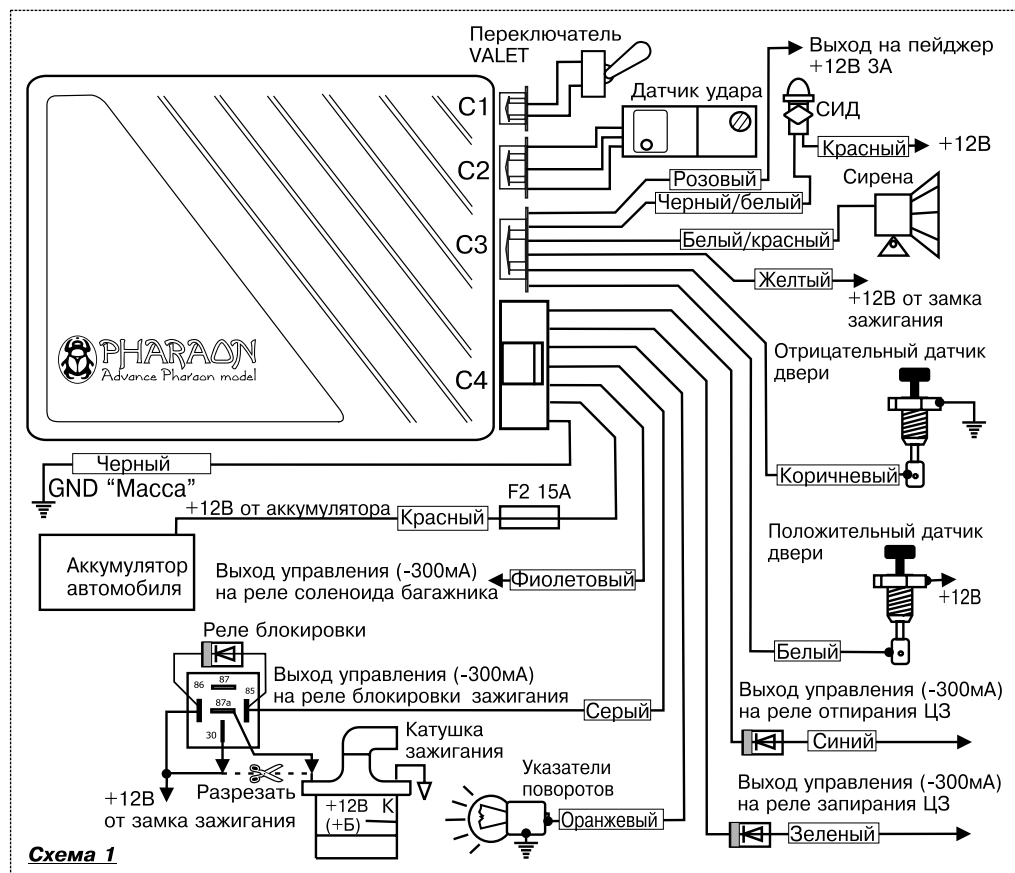 Переключатель
VALET
Выход на пейджер
+12В 3А
Датчик удара
СИД
C1
Красный
+12В
C2
Розовый
Сирена
Черный/белый
C3
Белый/красный
Желтый
+12В от замка
зажигания
PHARAON
Advance Pharaon model
C4
Отрицательный датчик
двери
Черный
GND “Масса”
Коричневый
F2 15А
+12В от аккумулятора
Красный
Положительный датчик
двери
Аккумулятор
автомобиля
Выход управления (-300мА)
на реле соленоида багажника
Фиолетовый
+12В
Реле блокировки
Белый
86
87
85
87а
30
Выход управления (-300мА)
на реле блокировки зажигания
Серый
Выход управления (-300мА)
на реле отпирания ЦЗ
Синий
Катушка
зажигания
Указатели
поворотов
Разрезать
+12В
от замка зажигания
+12В К
(+Б)
Оранжевый
Выход управления (-300мА)
на реле запирания ЦЗ
Зеленый
Схема 1